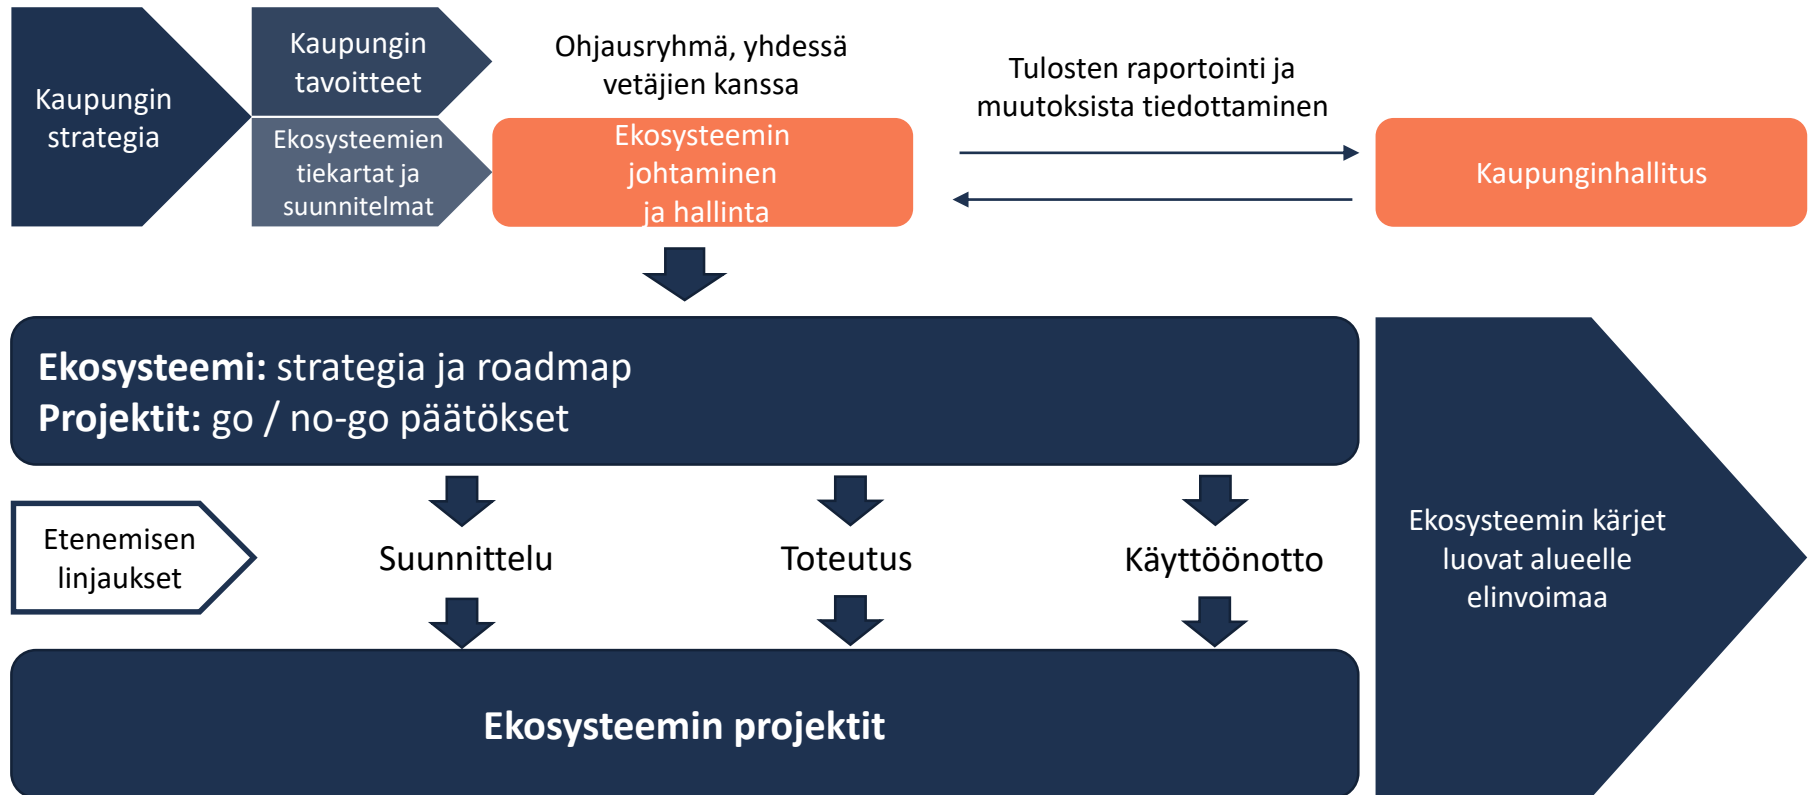 Kaupungin
strategia
Kaupungin
tavoitteet
Ekosysteemien
tiekartat ja
suunnitelmat
Ohjausryhmä, yhdessä
vetäjien kanssa
Ekosysteemin
johtaminen
ja hallinta
Tulosten raportointi ja
muutoksista tiedottaminen
Kaupunginhallitus
Ekosysteemi: strategia ja roadmap
Projektit: go / no-go päätökset
Etenemisen
linjaukset
Suunnittelu
Toteutus
Käyttöönotto
Ekosysteemin kärjet
luovat alueelle
elinvoimaa
Ekosysteemin projektit